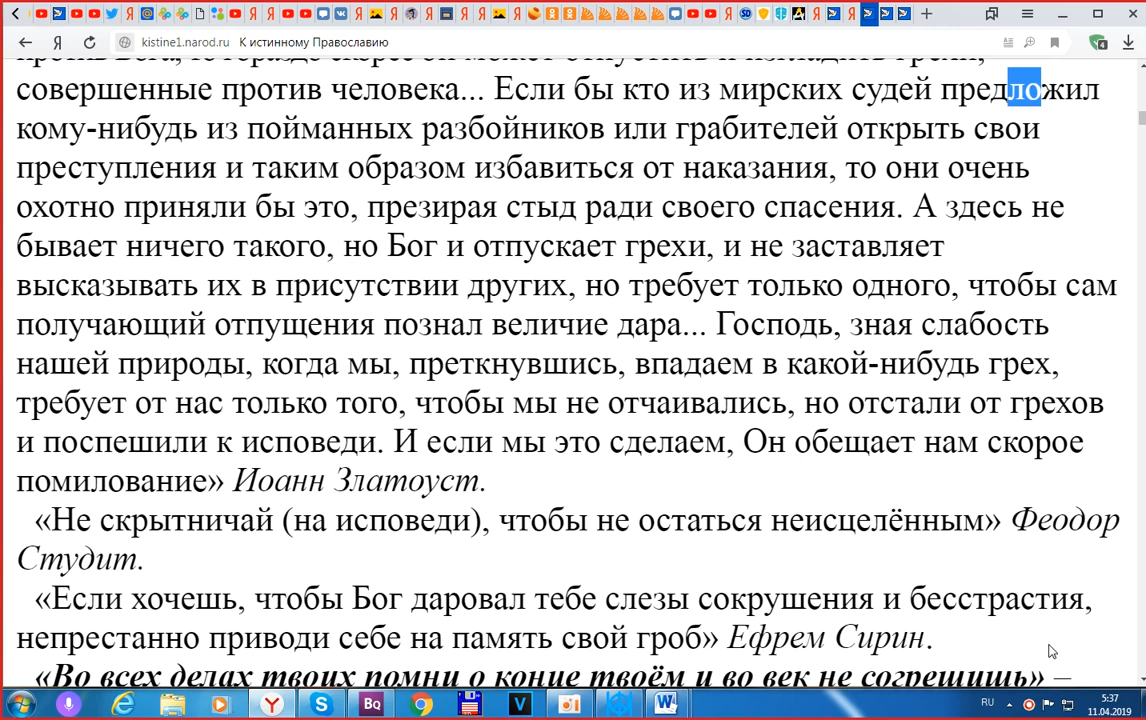 kistine1.narod.ru К истинному Православию
4
совершенные против человека... Если бы кто из мирских судей предложил
кому-нибудь из пойманных разбойников или грабителей открыть свои
преступления и таким образом избавиться от наказания, то они очень
охотно приняли бы это, презирая стыд ради своего спасения. А здесь не
бывает ничего такого, но Бог и отпускает грехи, и не заставляет
высказывать их в присутствии других, но требует только одного, чтобы сам
получающий отпущения познал величие дара... Господь, зная слабость
нашей природы, когда мы, преткнувшись, впадаем в какой-нибудь грех,
требует от нас только того, чтобы мы не отчаивались, но отстали от грехов
и поспешили к исповеди. И если мы это сделаем, Он обещает нам скорое
помилование» Иоанн Златоуст.
«Не скрытничай (на исповеди), чтобы не остаться неисцелённым» Феодор
Студит.
«Если хочешь, чтобы Бог даровал тебе слезы сокрушения и бесстрастия,
непрестанно приводи себе на память свой гроб» Ефрем Сирин.
«Во всех делах твоих помни о конце твоём и во век не согрешишь» –
Bq
RU
5:37
11.04.2019